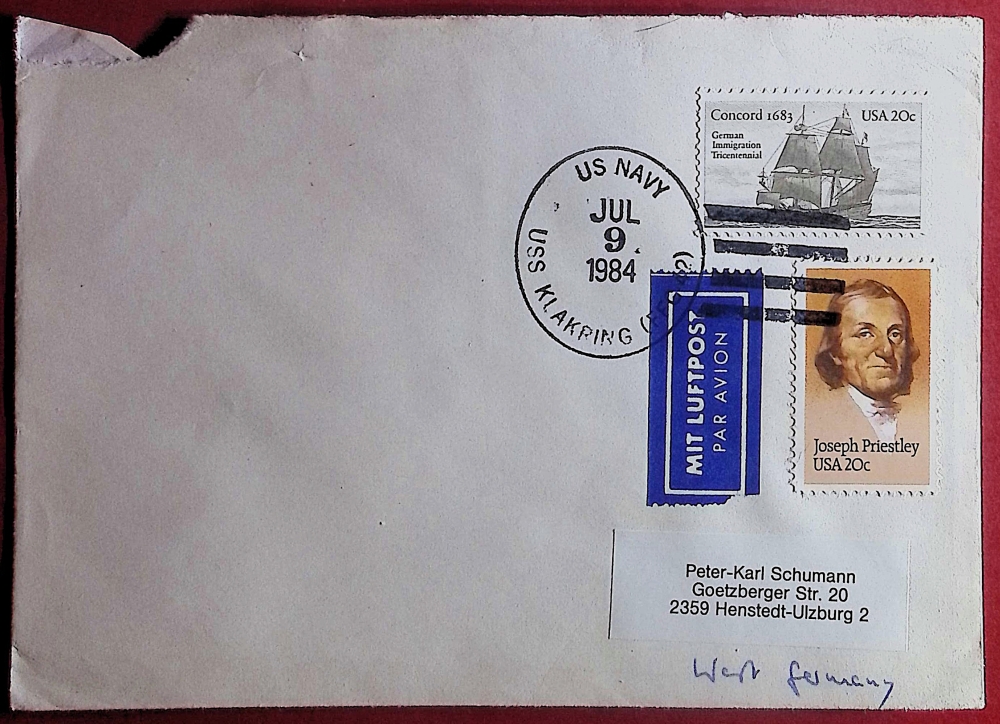 Concord 1683 USA 20c
German
Immigration
Tricentennial
US NAVY
JUL
9
1984
USS KLAKRING
MIT LUFTPOST
PAR AVION
Joseph Priestley
USA 20c
Peter-Karl Schumann
Goetzberger Str. 20
2359 Henstedt-Ulzburg 2
West Germany